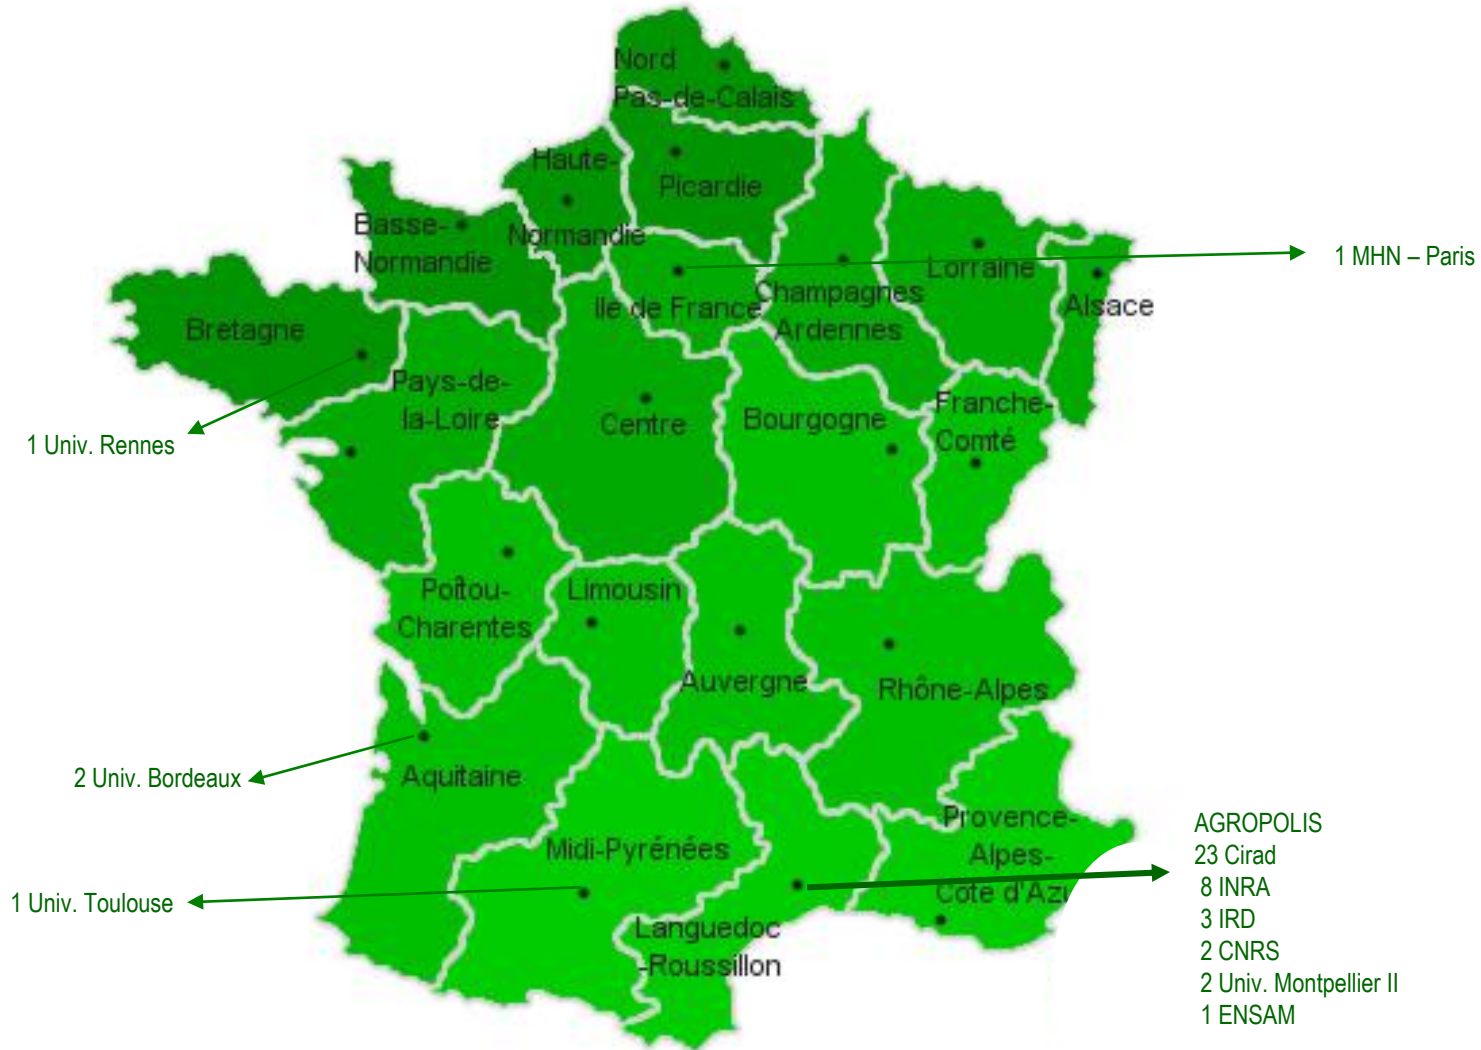 Nord
Pas-de-Calais
Haute-
Normandie
Picardie
Basse-
Normandie
Ile de France
Champagnes
Ardennes
Lorraine
Alsace
1 MHN – Paris
Bretagne
Pays-de-
la-Loire
Centre
Bourgogne
Franche-
Comté
1 Univ. Rennes
Poitou-
Charentes
Limousin
Auvergne
Rhône-Alpes
2 Univ. Bordeaux
Aquitaine
Midi-Pyrénées
Provence-
Alpes-
Cote d'Azu
1 Univ. Toulouse
Languedoc
-Roussillon
AGROPOLIS
23 Cirad
8 INRA
3 IRD
2 CNRS
2 Univ. Montpellier II
1 ENSAM